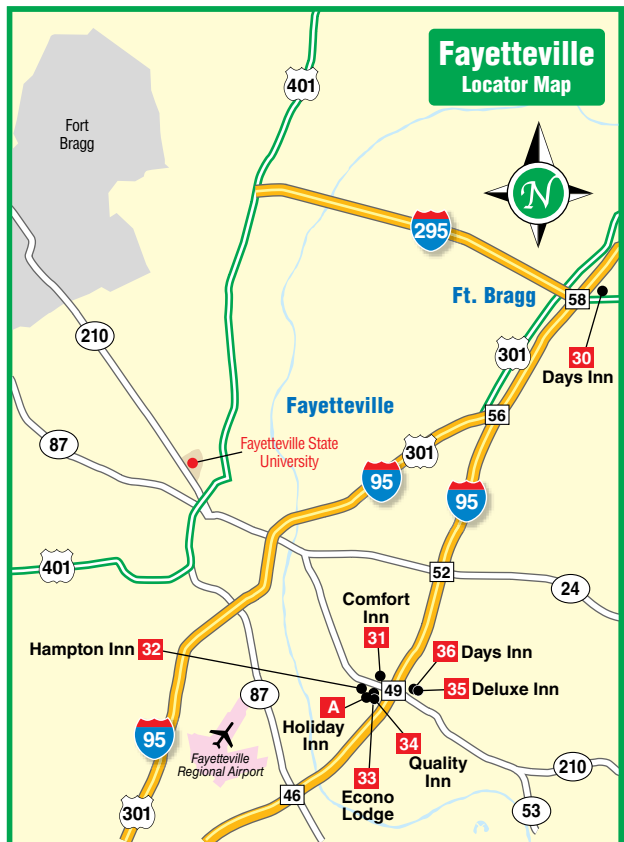 Fayetteville
Locator Map
401
Fort
Bragg
N
295
Ft. Bragg
58
210
301
30
Days Inn
Fayetteville
56
87
Fayetteville State
University
301
95
95
401
52
24
Comfort
Inn
31
Hampton Inn 32
36 Days Inn
49
35 Deluxe Inn
87
A
Holiday
Inn
34
Quality
Inn
95
Fayetteville
Regional Airport
33
Econo
Lodge
210
46
53
301